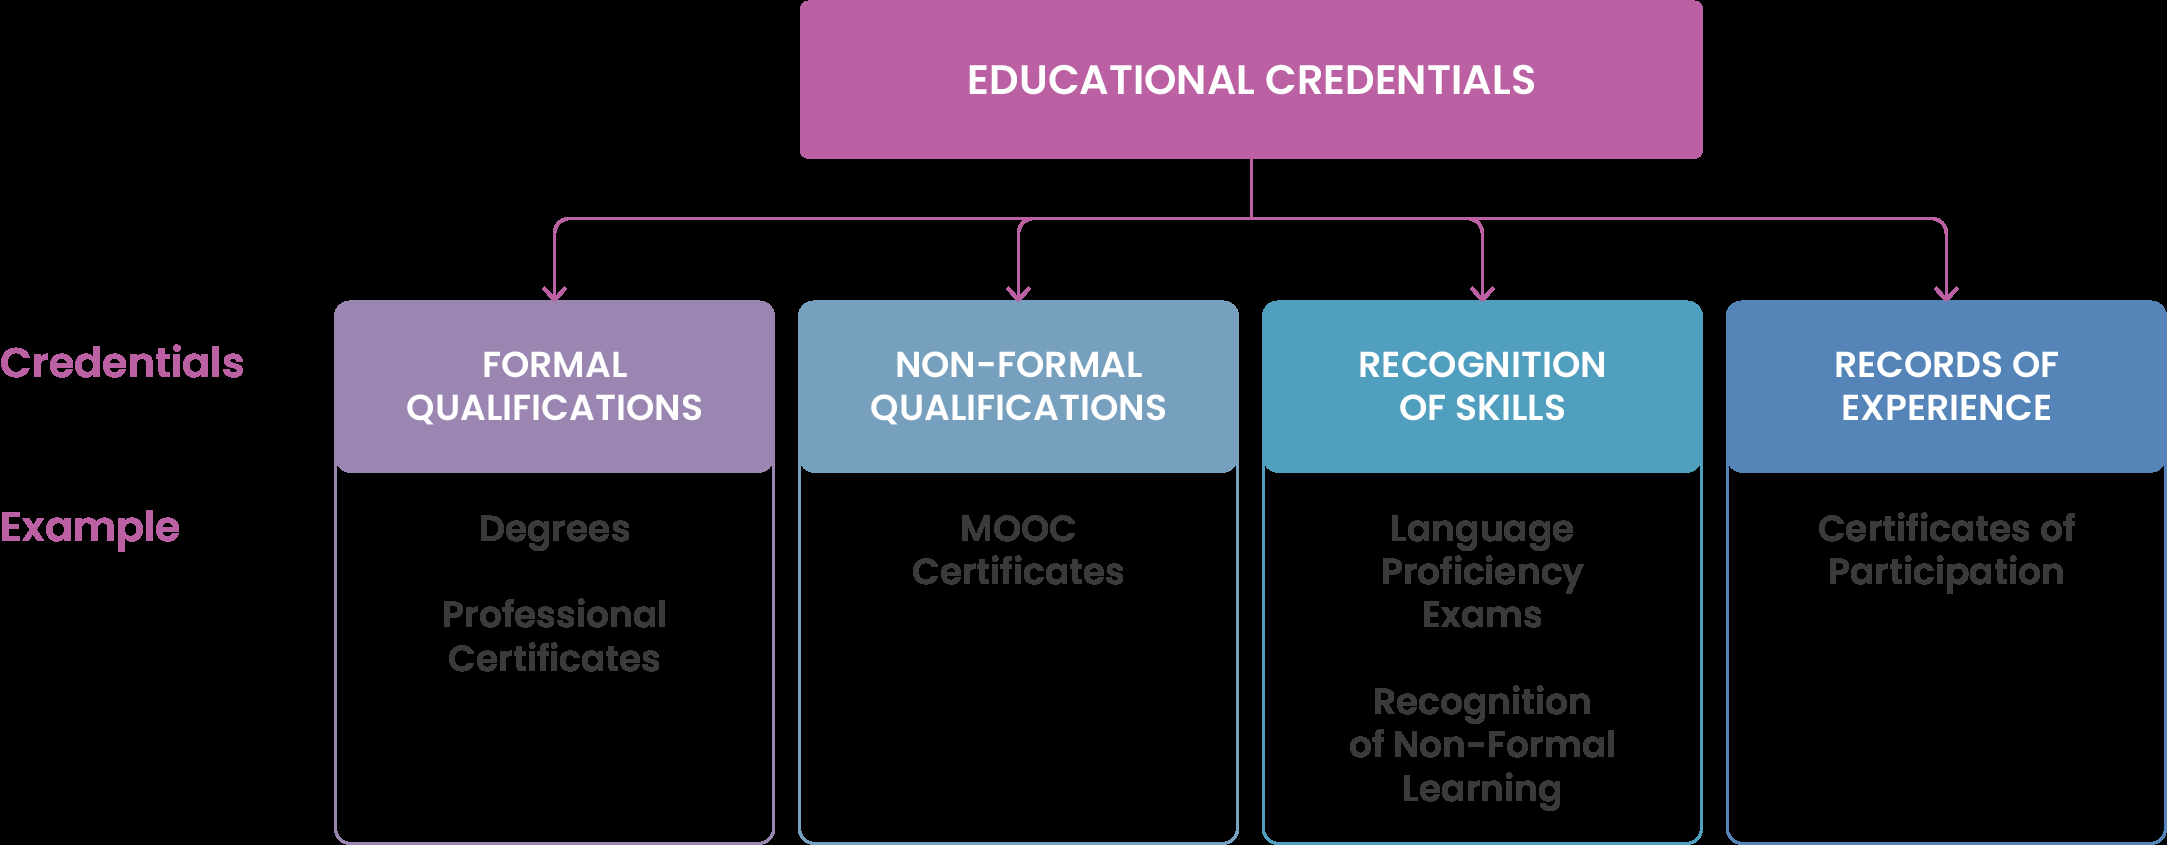 EDUCATIONAL CREDENTIALS
Credentials
FORMAL
QUALIFICATIONS
NON-FORMAL
QUALIFICATIONS
RECOGNITION
OF SKILLS
RECORDS OF
EXPERIENCE
Example
Degrees
Professional
Certificates
MOOC
Certificates
Language
Proficiency
Exams
Recognition
of Non-Formal
Learning
Certificates of
Participation